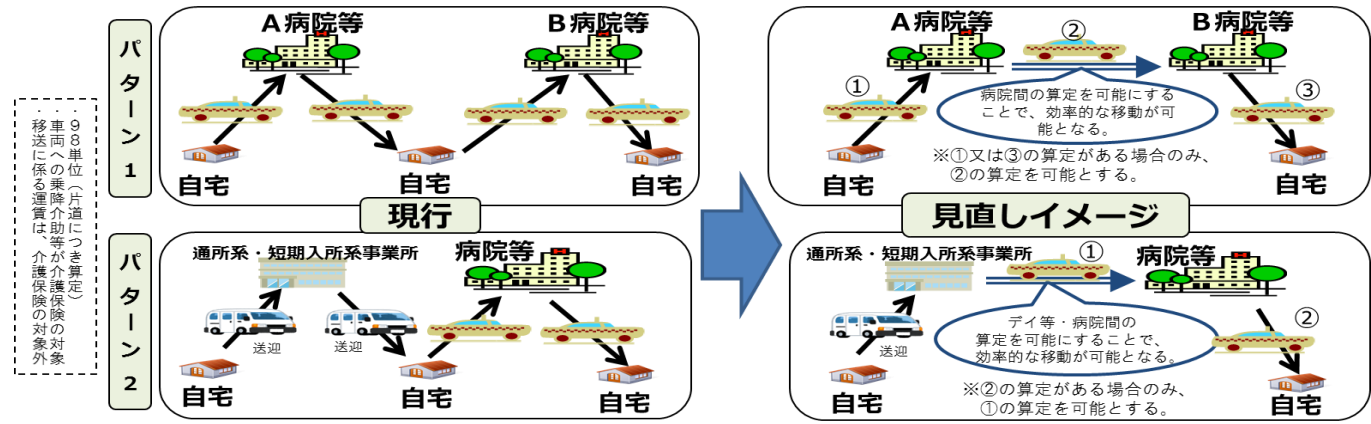 ・98単位（片道につき算定）
・車両への乗降介助等が介護保険の対象
・移送に係る運賃は、介護保険の対象外
パターン1
A病院等
B病院等
自宅
自宅
自宅
現行
パターン2
通所系・短期入所系事業所
病院等
送迎
送迎
自宅
自宅
自宅
A病院等
②
B病院等
①
病院間の算定を可能にする
ことで、効率的な移動が可
能となる。
③
※①又は③の算定がある場合のみ、
②の算定を可能とする。
自宅
自宅
見直しイメージ
通所系・短期入所系事業所
①
病院等
送迎
デイ等・病院間の
算定を可能にすることで、
効率的な移動が可能となる。
②
※②の算定がある場合のみ、
①の算定を可能とする。
自宅
自宅